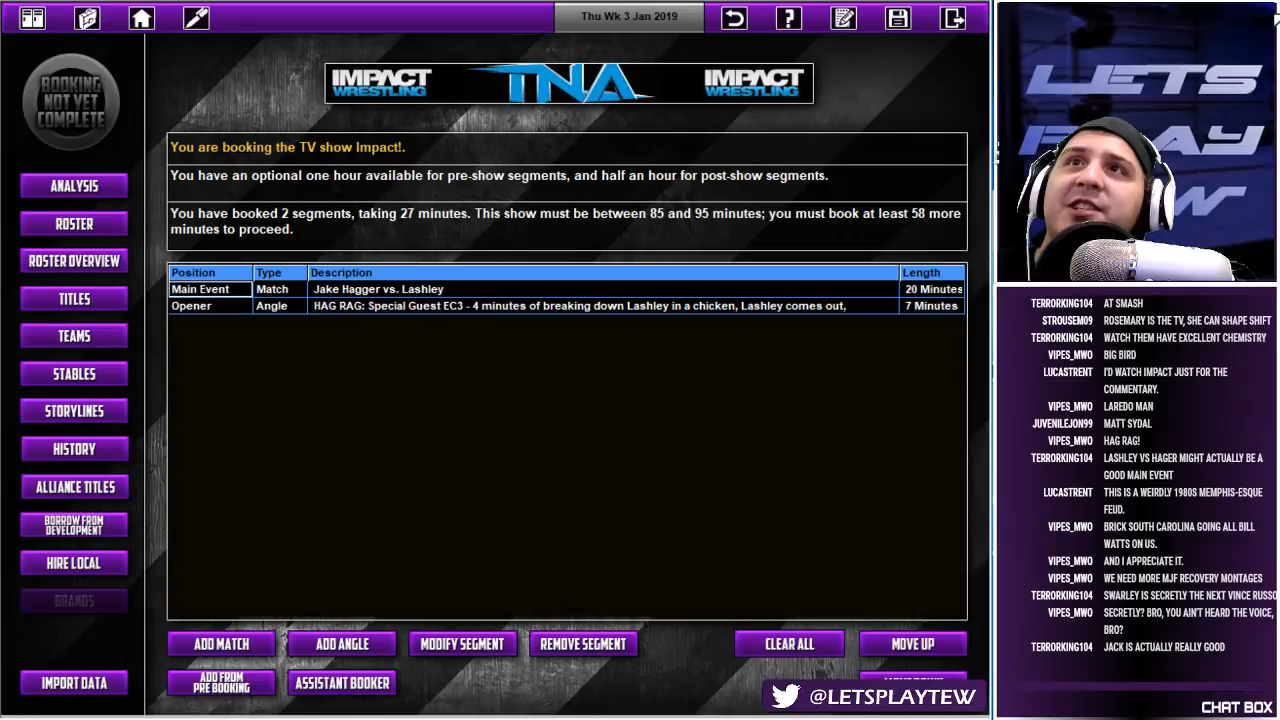 Thu Wk 3 Jan 2019
BOOKING
NOT YET
COMPLETE
IMPACT
WRESTLING
TNA
IMPACT
WRESTLING
You are booking the TV show Impact!.
You have an optional one hour available for pre-show segments, and half an hour for post-show segments.
You have booked 2 segments, taking 27 minutes. This show must be between 85 and 95 minutes; you must book at least 58 more
minutes to proceed.
ANALYSIS
ROSTER
ROSTER OVERVIEW
TITLES
TEAMS
STABLES
STORYLINES
HISTORY
ALLIANCE TITLES
BORROW FROM
DEVELOPMENT
HIRE LOCAL
BRANDS
IMPORT DATA
Position Type Description Length
Main Event Match Jake Hagger vs. Lashley 20 Minutes
Opener Angle HAG RAG: Special Guest EC3 - 4 minutes of breaking down Lashley in a chicken, Lashley comes out, 7 Minutes
ADD MATCH
ADD ANGLE
MODIFY SEGMENT
REMOVE SEGMENT
CLEAR ALL
MOVE UP
ADD FROM
PRE BOOKING
ASSISTANT BOOKER
@LETSPLAYTEW
LETS
PLAY
TERRORKING104 AT SMASH
STROUSEM09 ROSEMARY IS THE TV, SHE CAN SHAPE SHIFT
TERRORKING104 WATCH THEM HAVE EXCELLENT CHEMISTRY
VIPES_MWO BIG BIRD
LUCASTRENT I'D WATCH IMPACT JUST FOR THE
COMMENTARY.
VIPES_MWO LAREDO MAN
JUVENILEJON99 MATT SYDAL
VIPES_MWO HAG RAG!
TERRORKING104 LASHLEY VS HAGER MIGHT ACTUALLY BE A
GOOD MAIN EVENT
LUCASTRENT THIS IS A WEIRDLY 1980S MEMPHIS-ESQUE
FEUD.
VIPES_MWO BRICK SOUTH CAROLINA GOING ALL BILL
WATTS ON US.
VIPES_MWO AND I APPRECIATE IT.
VIPES_MWO WE NEED MORE MJF RECOVERY MONTAGES
TERRORKING104 SWARLEY IS SECRETLY THE NEXT VINCE RUSSO
VIPES_MWO SECRETLY? BRO, YOU AIN'T HEARD THE VOICE,
BRO?
TERRORKING104 JACK IS ACTUALLY REALLY GOOD
CHAT BOX